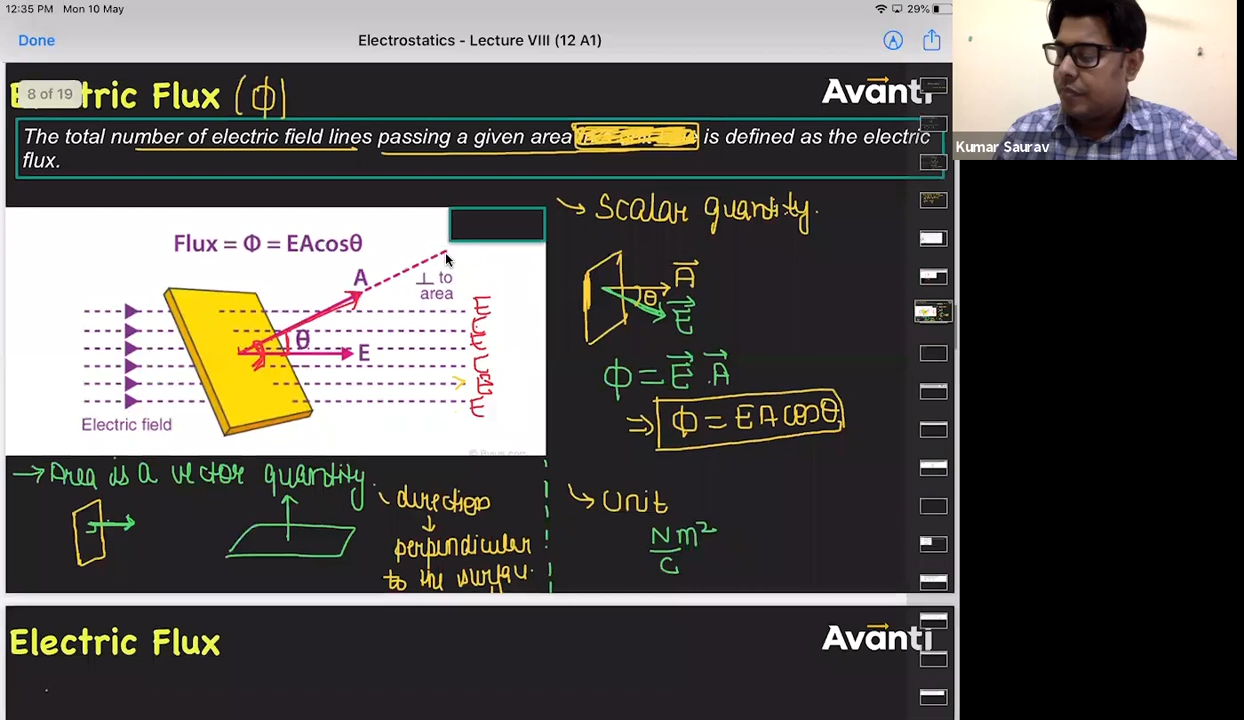 12:35 PM Mon 10 May
29%
Done
Electrostatics - Lecture VIII (12 A1)
8 of 19
Electric Flux (ϕ)
Avanti
The total number of electric field lines passing a given area is defined as the electric
flux.
Kumar Saurav
Flux = Φ = EAcosθ
A
⊥ to
area
θ
E
Electric field
→ Area is a vector quantity.
direction
↓
perpendicular
to the surface.
Scalar quantity.
A
θ
E
ϕ = E . A
⇒ ϕ = EA cosθ
Unit
Nm²
C
Electric Flux
Avanti